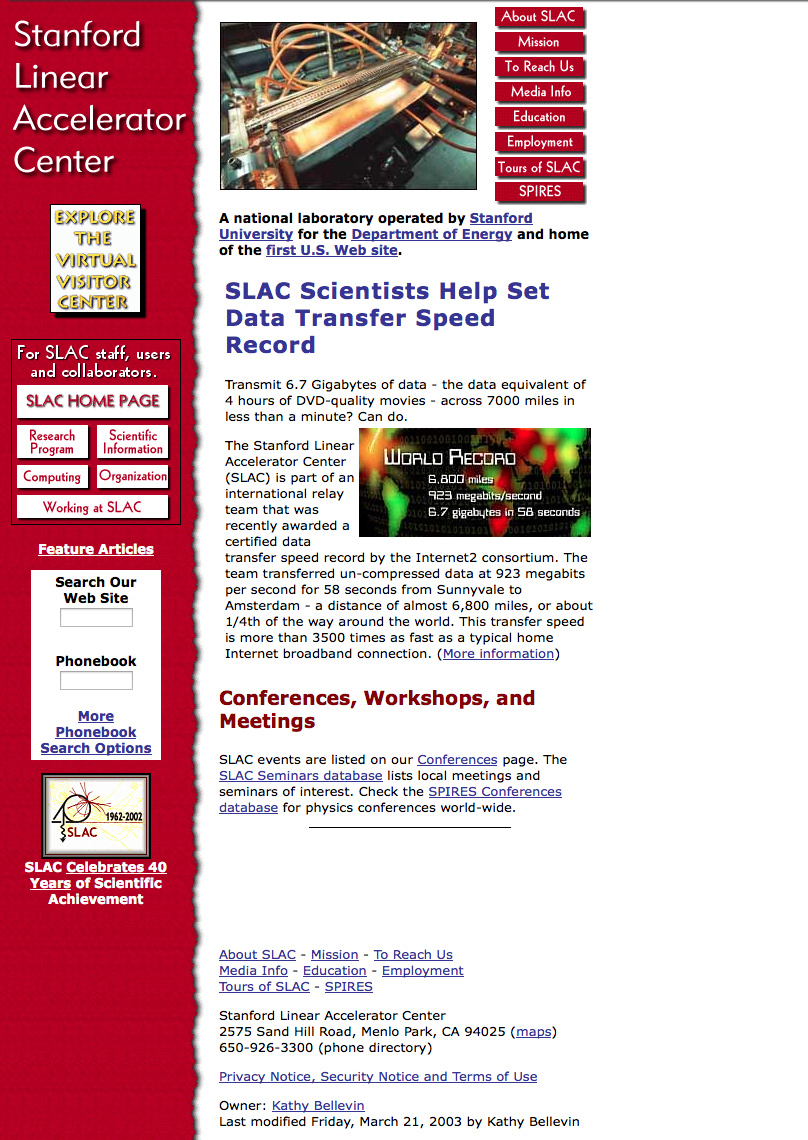 Stanford
Linear
Accelerator
Center
EXPLORE
THE
VIRTUAL
VISITOR
CENTER
For SLAC staff, users
and collaborators.
SLAC HOME PAGE
Research
Program
Scientific
Information
Computing
Organization
Working at SLAC
Feature Articles
Search Our
Web Site
Phonebook
More
Phonebook
Search Options
40
SLAC
1962-2002
SLAC Celebrates 40
Years of Scientific
Achievement
About SLAC
Mission
To Reach Us
Media Info
Education
Employment
Tours of SLAC
SPIRES
A national laboratory operated by Stanford
University for the Department of Energy and home
of the first U.S. Web site.
SLAC Scientists Help Set
Data Transfer Speed
Record
Transmit 6.7 Gigabytes of data - the data equivalent of
4 hours of DVD-quality movies - across 7000 miles in
less than a minute? Can do.
The Stanford Linear
Accelerator Center
(SLAC) is part of an
international relay
team that was
recently awarded a
certified data
World Record
6,800 miles
923 megabits/second
6.7 gigabytes in 58 seconds
transfer speed record by the Internet2 consortium. The
team transferred un-compressed data at 923 megabits
per second for 58 seconds from Sunnyvale to
Amsterdam - a distance of almost 6,800 miles, or about
1/4th of the way around the world. This transfer speed
is more than 3500 times as fast as a typical home
Internet broadband connection. (More information)
Conferences, Workshops, and
Meetings
SLAC events are listed on our Conferences page. The
SLAC Seminars database lists local meetings and
seminars of interest. Check the SPIRES Conferences
database for physics conferences world-wide.
About SLAC - Mission - To Reach Us
Media Info - Education - Employment
Tours of SLAC - SPIRES
Stanford Linear Accelerator Center
2575 Sand Hill Road, Menlo Park, CA 94025 (maps)
650-926-3300 (phone directory)
Privacy Notice, Security Notice and Terms of Use
Owner: Kathy Bellevin
Last modified Friday, March 21, 2003 by Kathy Bellevin